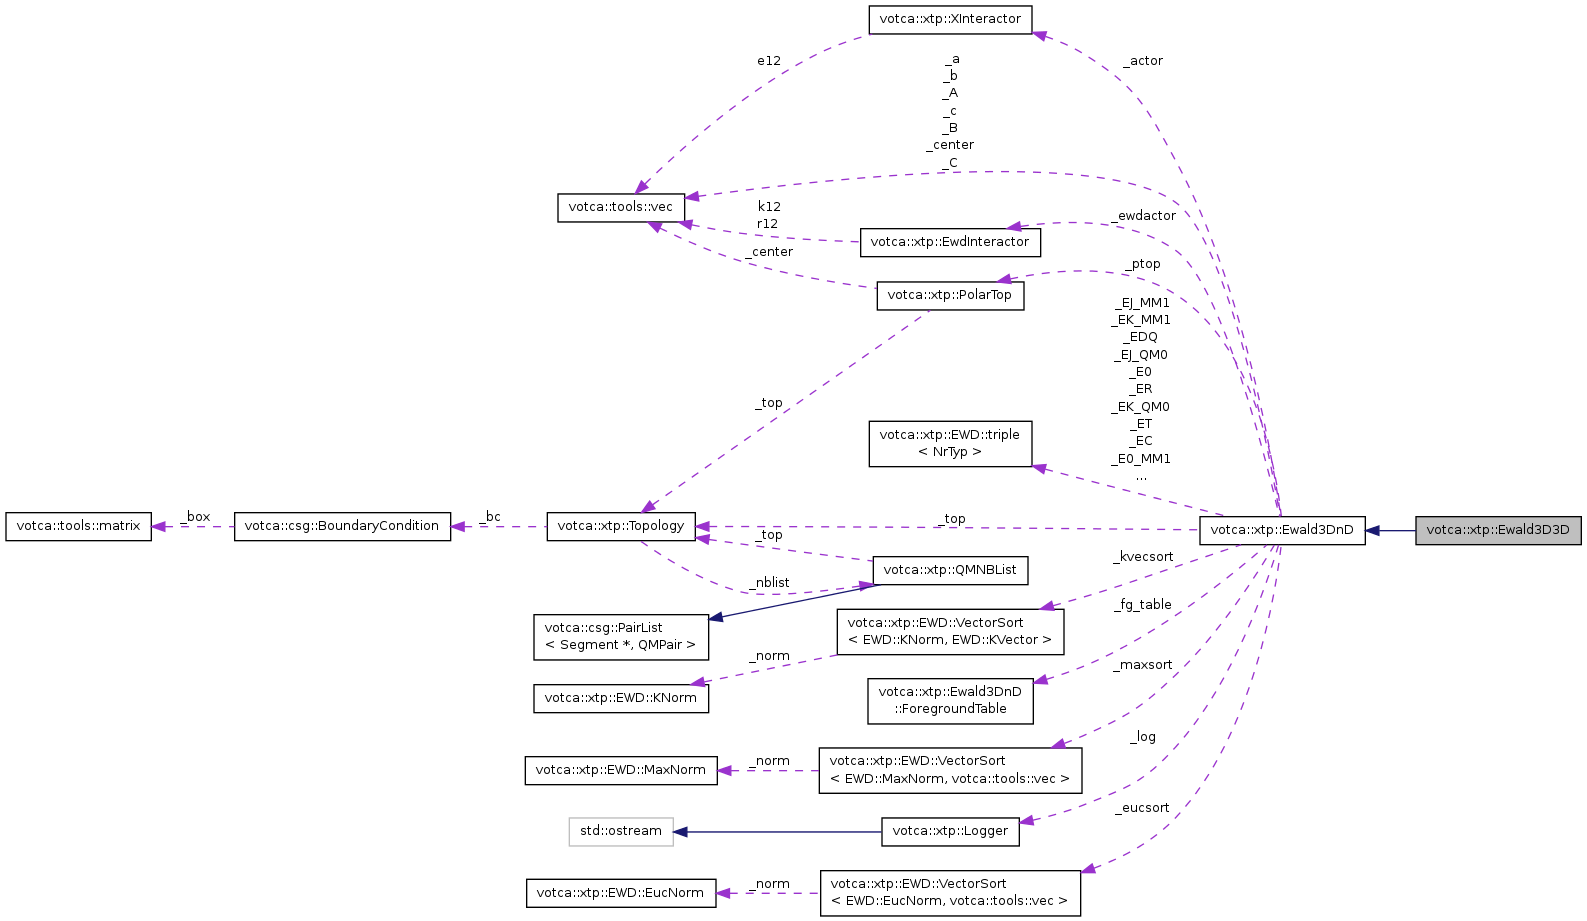 votca::xtp::XInteractor
e12
_actor
_a
_b
_A
_c
_B
_center
_C
votca::tools::vec
k12
r12
_ewdactor
votca::xtp::EwdInteractor
_center
_ptop
votca::xtp::PolarTop
_EJ_MM1
_EK_MM1
_EDQ
_EJ_QM0
_E0
_ER
_EK_QM0
_ET
_EC
_E0_MM1
...
_top
votca::xtp::EWD::triple
< NrTyp >
votca::tools::matrix
_box
votca::csg::BoundaryCondition
_bc
votca::xtp::Topology
_top
votca::xtp::Ewald3DnD
votca::xtp::Ewald3D3D
_top
_nblist
votca::xtp::QMNBList
_kvecsort
votca::csg::PairList
< Segment *, QMPair >
votca::xtp::EWD::VectorSort
< EWD::KNorm, EWD::KVector >
_fg_table
_norm
votca::xtp::EWD::KNorm
votca::xtp::Ewald3DnD
::ForegroundTable
_maxsort
votca::xtp::EWD::MaxNorm
_norm
votca::xtp::EWD::VectorSort
< EWD::MaxNorm, votca::tools::vec >
_log
std::ostream
votca::xtp::Logger
_eucsort
votca::xtp::EWD::EucNorm
_norm
votca::xtp::EWD::VectorSort
< EWD::EucNorm, votca::tools::vec >